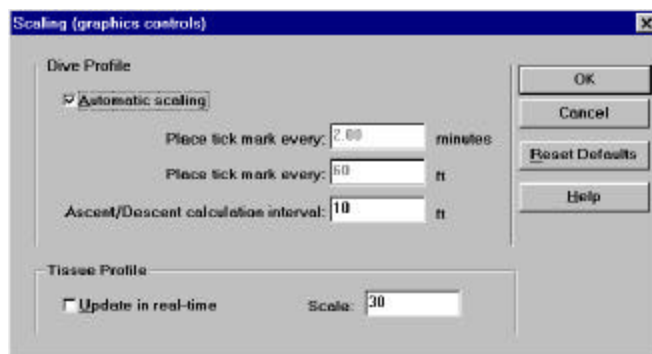 Scaling (graphics controls)
Dive Profile
Automatic scaling
Place tick mark every: 2.00 minutes
Place tick mark every: 60 ft
Ascent/Descent calculation interval: 10 ft
OK
Cancel
Reset Defaults
Help
Tissue Profile
Update in real-time Scale: 30